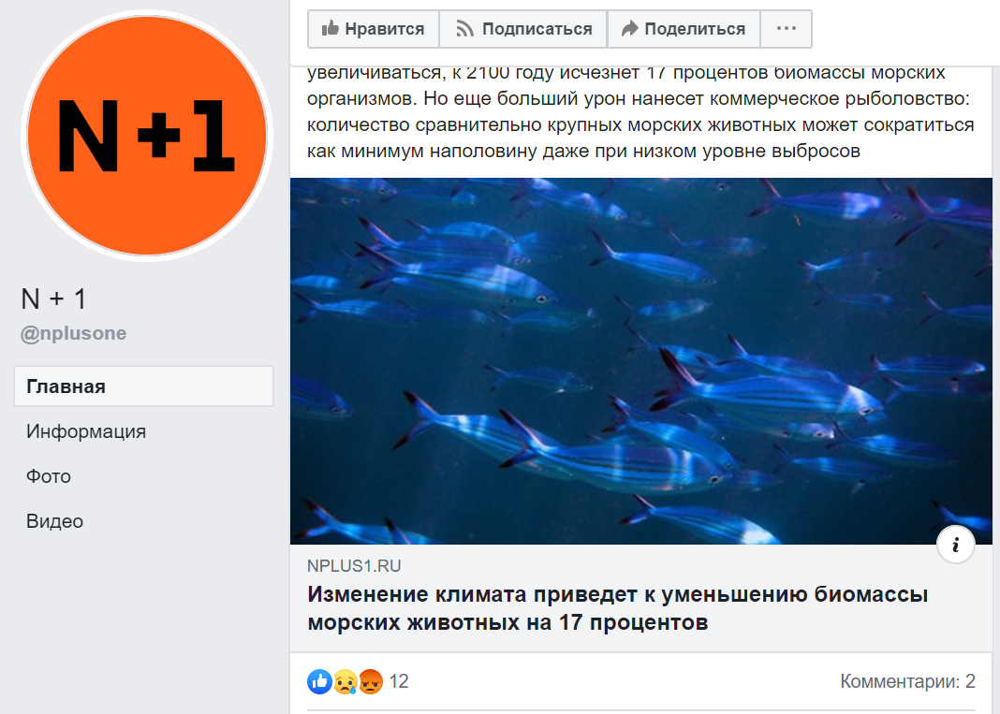 N+1
N + 1
@nplusone
Главная
Информация
Фото
Видео
Нравится
Подписаться
Поделиться
увеличиваться, к 2100 году исчезнет 17 процентов биомассы морских
организмов. Но еще больший урон нанесет коммерческое рыболовство:
количество сравнительно крупных морских животных может сократиться
как минимум наполовину даже при низком уровне выбросов
i
NPLUS1.RU
Изменение климата приведет к уменьшению биомассы
морских животных на 17 процентов
12
Комментарии: 2